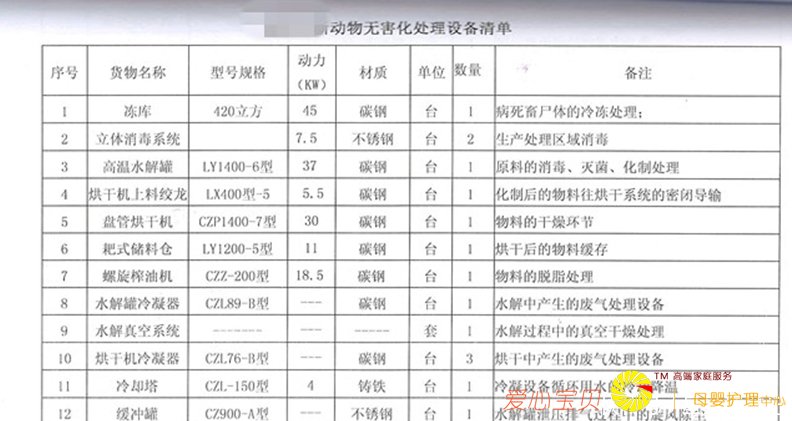 动物无害化处理设备清单
序号 货物名称 型号规格 动力(KW) 材质 单位 数量 备注
1 冻库 420立方 45 碳钢 台 1 病死畜尸体的冷冻处理;
2 立体消毒系统 7.5 不锈钢 台 2 生产处理区域消毒
3 高温水解罐 LY1400-6型 37 碳钢 台 1 原料的消毒、灭菌、化制处理
4 烘干机上料绞龙 LX400型-5 5.5 碳钢 台 1 化制后的物料往烘干系统的密闭导输
5 盘管烘干机 CZP1400-7型 30 碳钢 台 1 物料的干燥环节
6 耙式储料仓 LY1200-5型 11 碳钢 台 1 烘干后的物料缓存
7 螺旋榨油机 CZZ-200型 18.5 碳钢 台 1 物料的脱脂处理
8 水解罐冷凝器 CZL89-B型 --- 碳钢 台 1 水解中产生的废气处理设备
9 水解真空系统 ------- --- ----- 套 1 水解过程中的真空干燥处理
10 烘干机冷凝器 CZL76-B型 --- 碳钢 台 3 烘干中产生的废气处理设备
11 冷却塔 CZL-150型 4 铸铁 台 1 冷凝设备循环用水的冷却降温
12 缓冲罐 CZ900-A型 --- 不锈钢 台 1 水解罐泄压排气过程中的旋风除尘
TM 高端家庭服务
爱心宝贝 母婴护理中心